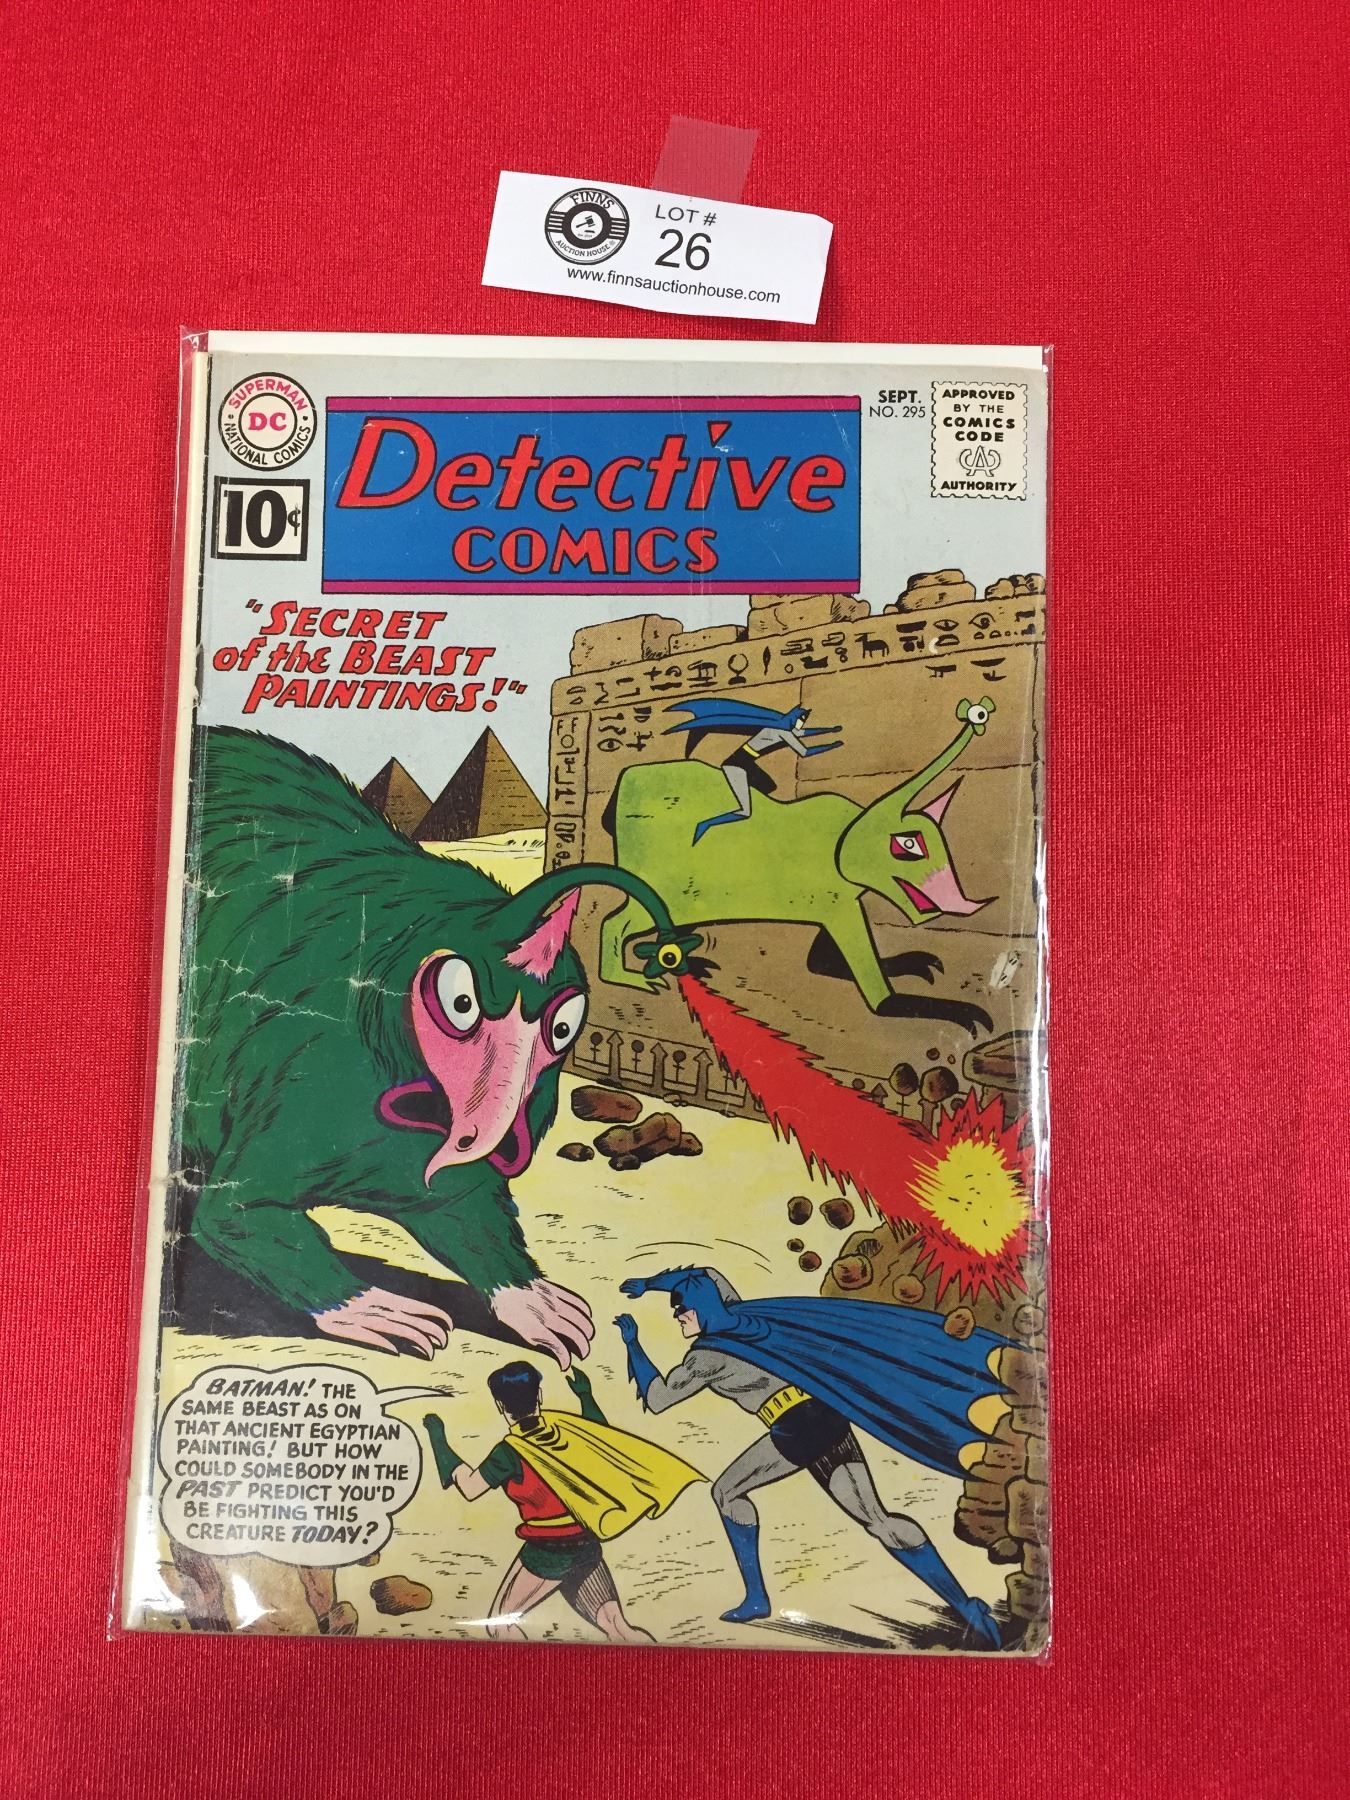 FINNS
AUCTION HOUSE
LOT #
26
www.finnsauctionhouse.com
SUPERMAN
DC
NATIONAL COMICS
10¢
Detective
COMICS
SEPT.
NO. 295
APPROVED
BY THE
COMICS
CODE
AUTHORITY
"SECRET
of the BEAST
PAINTINGS!"
BATMAN! THE
SAME BEAST AS ON
THAT ANCIENT EGYPTIAN
PAINTING! BUT HOW
COULD SOMEBODY IN THE
PAST PREDICT YOU'D
BE FIGHTING THIS
CREATURE TODAY?